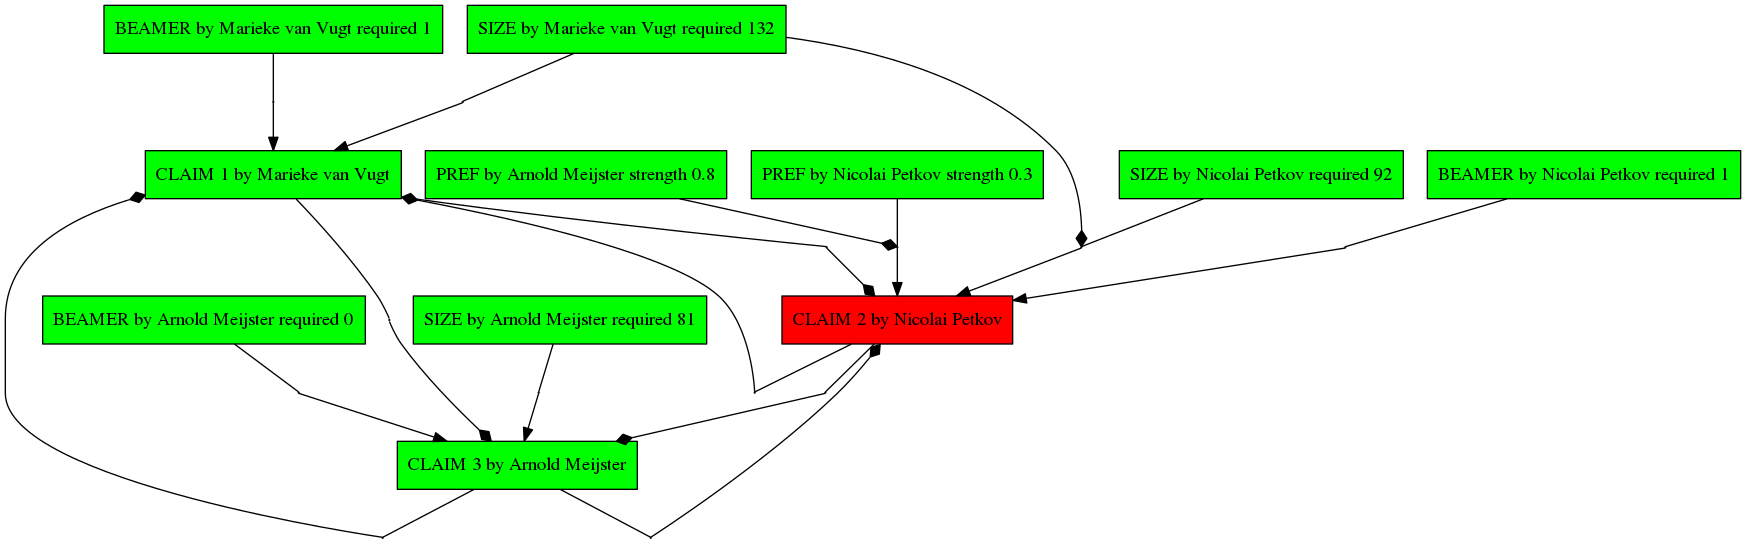 BEAMER by Marieke van Vugt required 1
SIZE by Marieke van Vugt required 132
CLAIM 1 by Marieke van Vugt
PREF by Arnold Meijster strength 0.8
PREF by Nicolai Petkov strength 0.3
SIZE by Nicolai Petkov required 92
BEAMER by Nicolai Petkov required 1
BEAMER by Arnold Meijster required 0
SIZE by Arnold Meijster required 81
CLAIM 2 by Nicolai Petkov
CLAIM 3 by Arnold Meijster